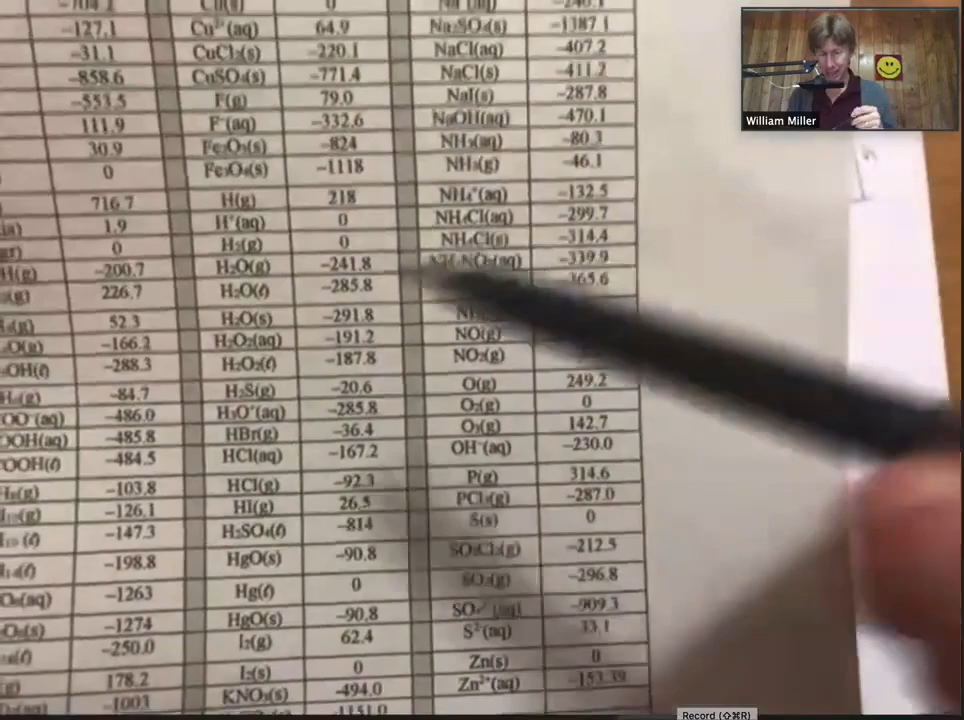 -127.1 Cu²⁺(aq) 64.9 Na₂SO₄(s) -1387.1
-31.1 CuCl₂(s) -220.1 NaCl(aq) -407.2
-858.6 CuSO₄(s) -771.4 NaCl(s) -411.2
-553.5 F(g) 79.0 NaI(s) -287.8
111.9 F⁻(aq) -332.6 NaOH(aq) -470.1
30.9 Fe₂O₃(s) -824 NH₃(aq) -80.3
0 Fe₃O₄(s) -1118 NH₃(g) -46.1
716.7 H(g) 218 NH₄⁺(aq) -132.5
1.9 H⁺(aq) 0 NH₄Cl(aq) -299.7
0 H₂(g) 0 NH₄Cl(s) -314.4
-200.7 H₂O(g) -241.8 -339.9
226.7 H₂O(ℓ) -285.8 365.6
52.3 H₂O(s) -291.8
-166.2 H₂O₂(aq) -191.2 NO(g)
-288.3 H₂O₂(ℓ) -187.8 NO₂(g)
-84.7 H₂S(g) -20.6 O(g) 249.2
-486.0 H₃O⁺(aq) -285.8 O₂(g) 0
-485.8 HBr(g) -36.4 O₃(g) 142.7
-484.5 HCl(aq) -167.2 OH⁻(aq) -230.0
-103.8 HCl(g) -92.3 P(g) 314.6
-126.1 HI(g) 26.5 -287.0
-147.3 H₂SO₄(ℓ) -814 S(s) 0
-198.8 HgO(s) -90.8 SO₂Cl₂(g) -212.5
-1263 Hg(ℓ) 0 SO₂(g) -296.8
-1274 HgO(s) -90.8 -909.3
-250.0 I₂(g) 62.4 S²⁻(aq) 33.1
178.2 I₂(s) 0 Zn(s) 0
-1003 KNO₃(s) -494.0 Zn²⁺(aq) -153.39
-1151.0
William Miller
Record (⇧⌘R)